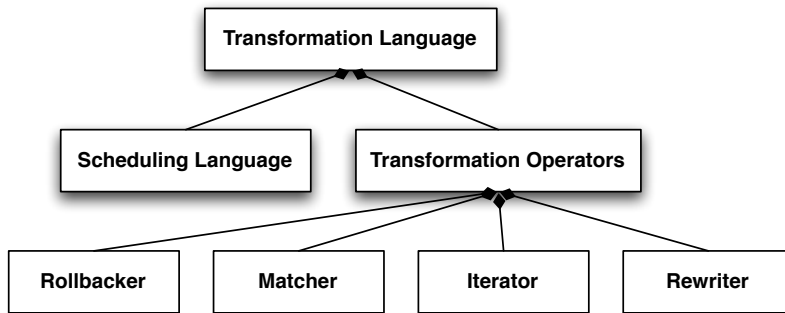 Transformation Language
Scheduling Language
Transformation Operators
Rollbacker
Matcher
Iterator
Rewriter